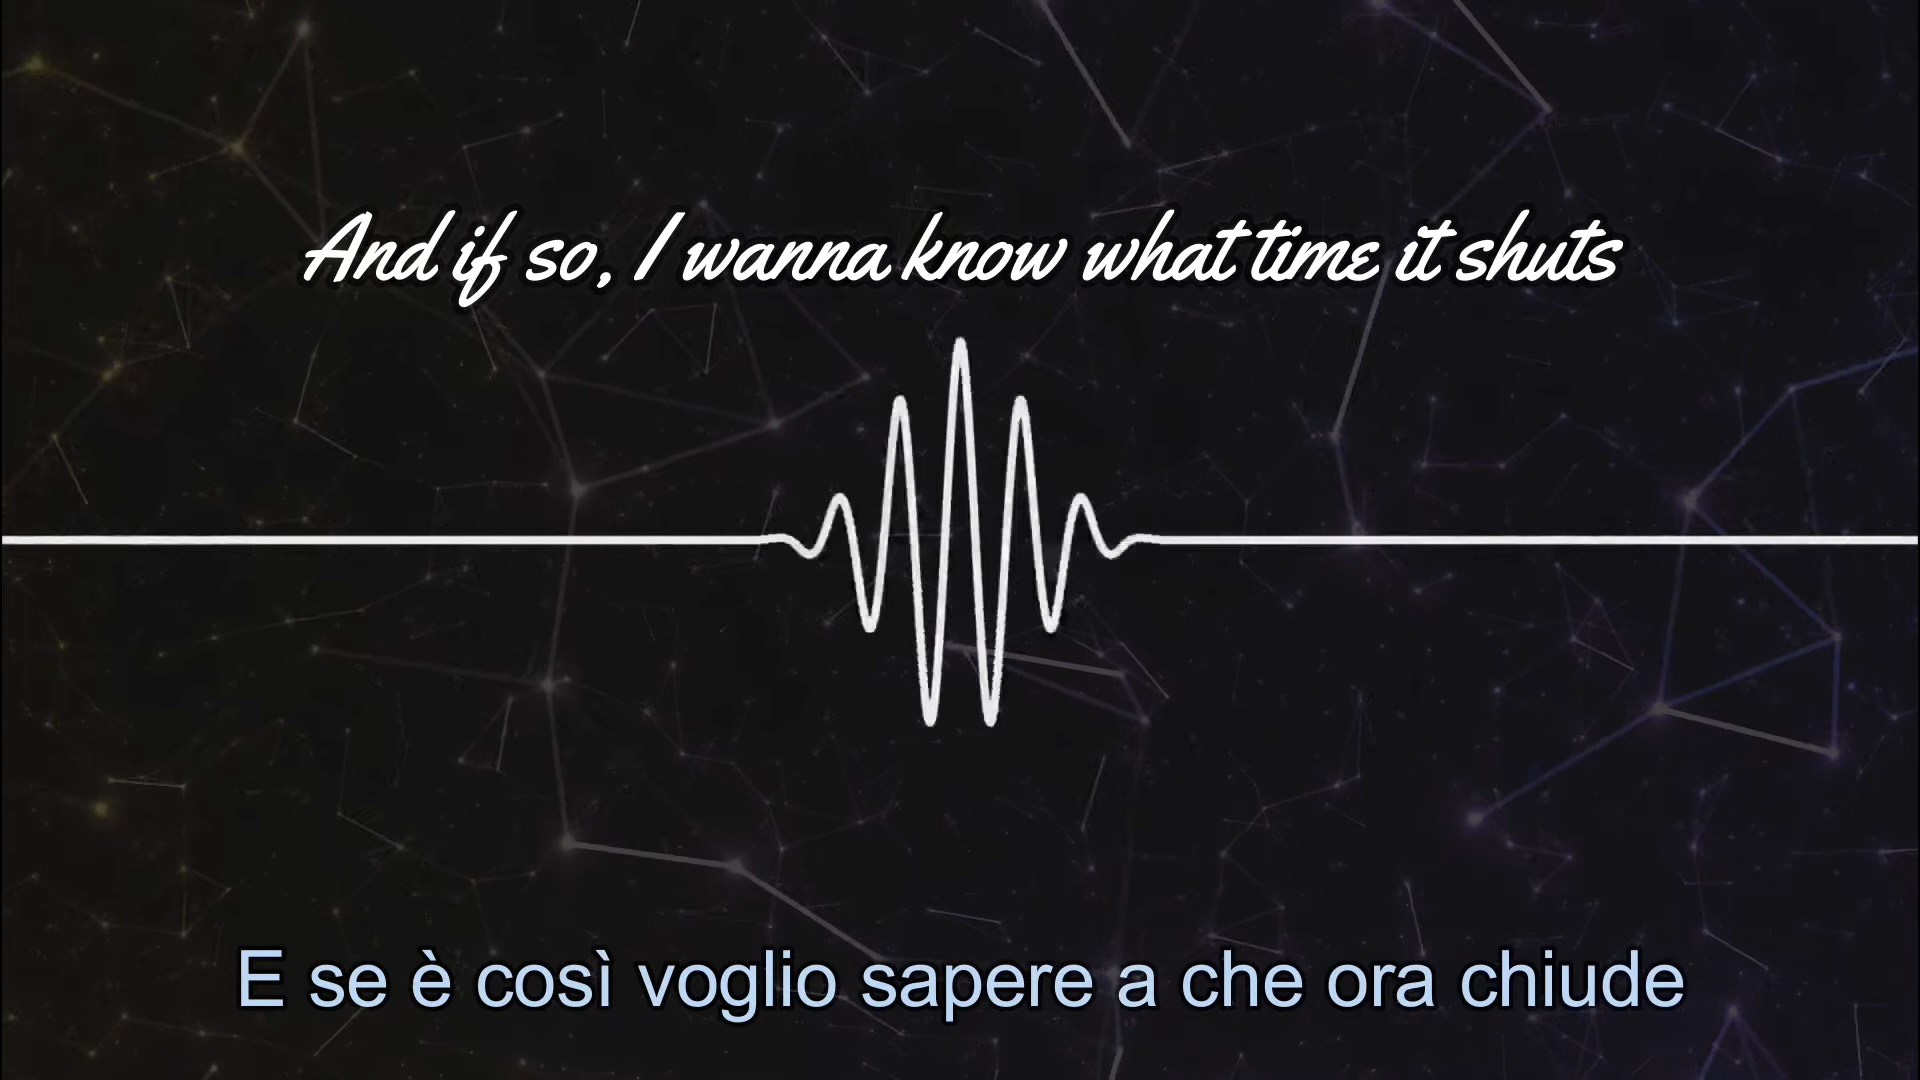 And if so, I wanna know what time it shuts
E se è così voglio sapere a che ora chiude